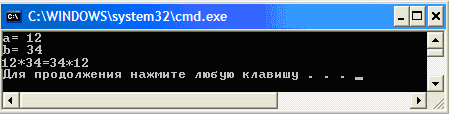 C:\WINDOWS\system32\cmd.exe
a= 12
b= 34
12*34=34*12
Для продолжения нажмите любую клавишу . . . _